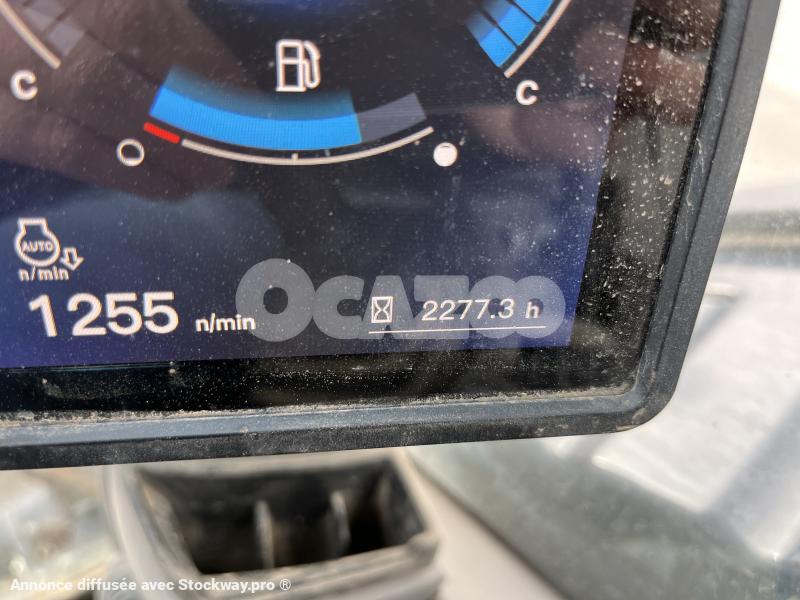 C
C
AUTO
n/min
1255 n/min
OCAZOO
2277.3 h
Annonce diffusée avec Stockway.pro ®